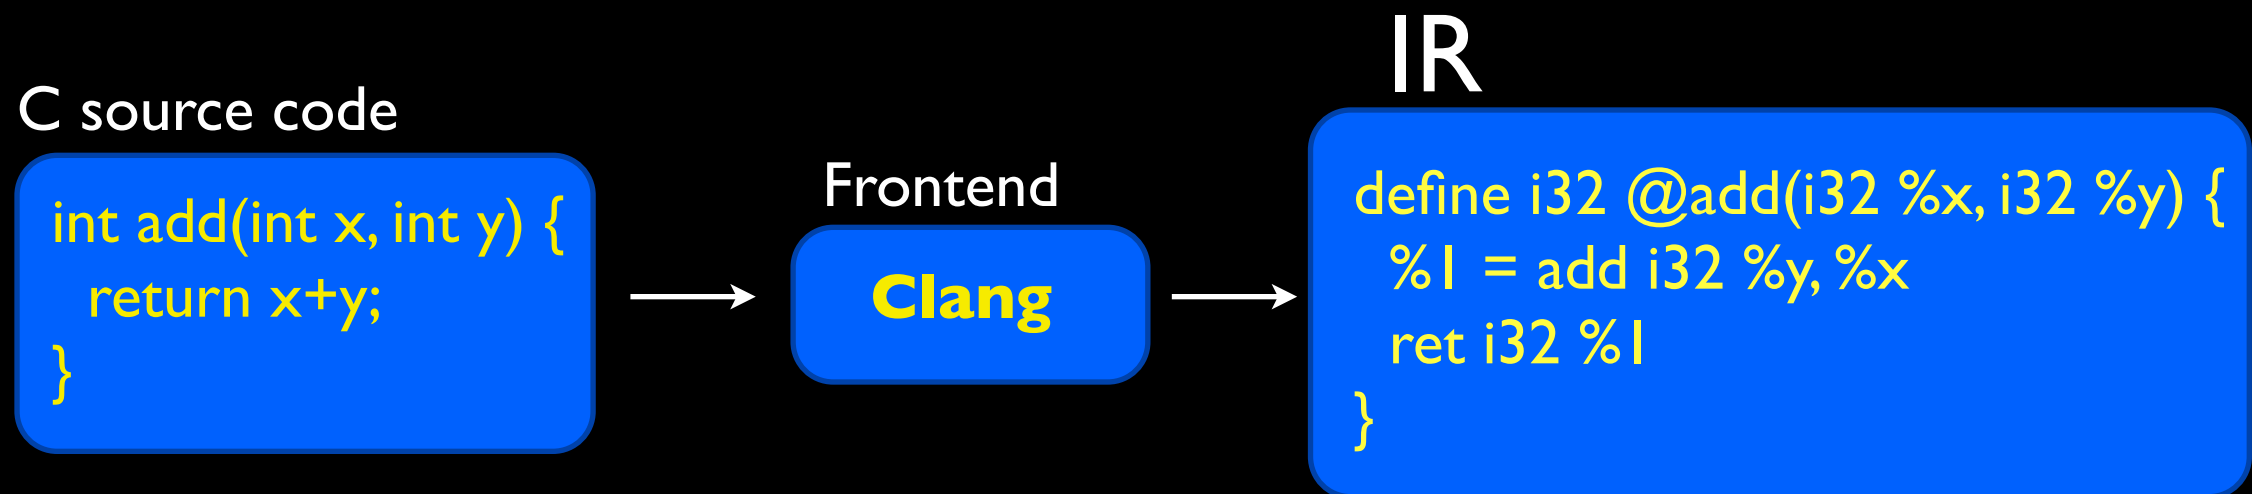 C source code
int add(int x, int y) {
return x+y;
}
Frontend
Clang
IR
define i32 @add(i32 %x, i32 %y) {
%1 = add i32 %y, %x
ret i32 %1
}